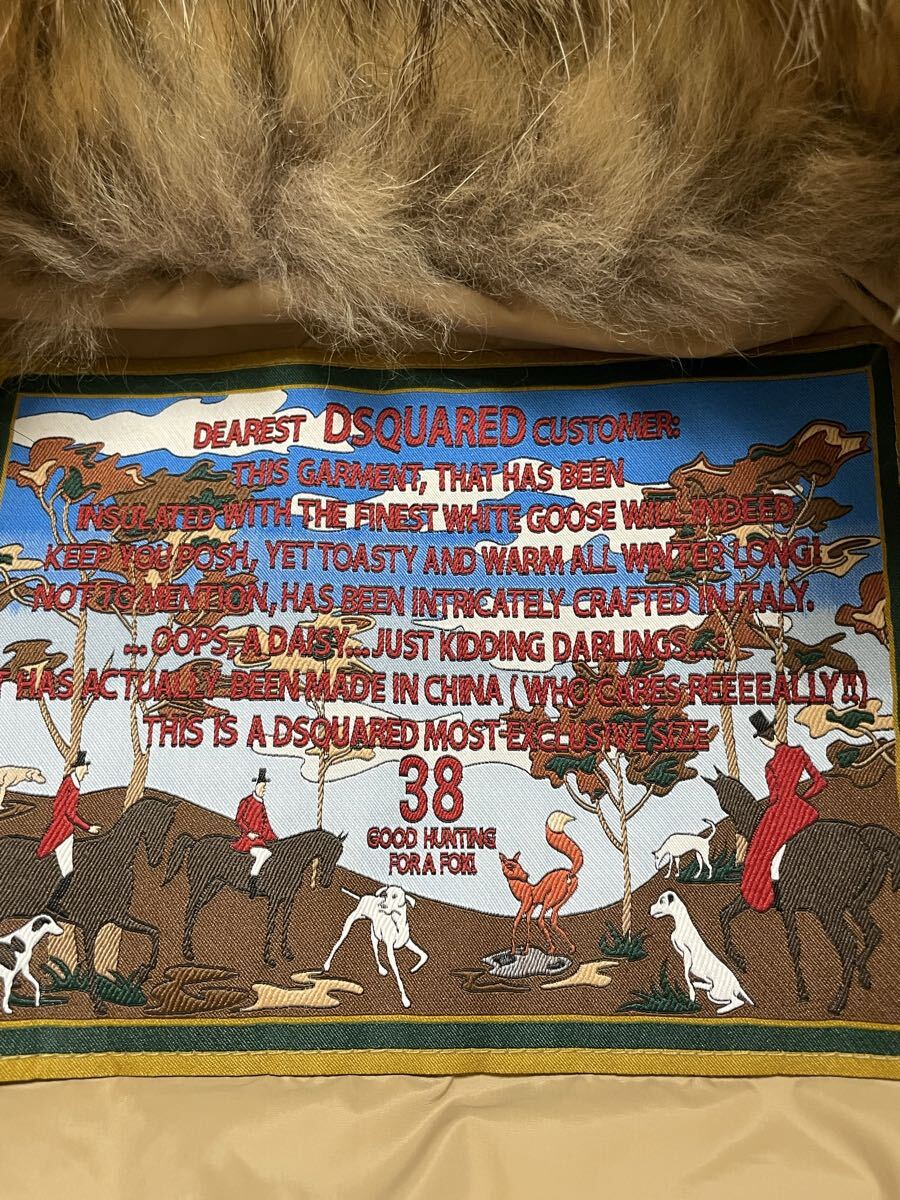 DEAREST DSQUARED CUSTOMER:
THIS GARMENT, THAT HAS BEEN
INSULATED WITH THE FINEST WHITE GOOSE WILL INDEED
KEEP YOU POSH, YET TOASTY AND WARM ALL WINTER LONG!
NOT TO MENTION, HAS BEEN INTRICATELY CRAFTED IN ITALY.
... OOPS, A DAISY... JUST KIDDING DARLINGS...:
T HAS ACTUALLY BEEN MADE IN CHINA ( WHO CARES REEEEALLY!!)
THIS IS A DSQUARED MOST EXCLUSIVE SIZE
38
GOOD HUNTING
FOR A FOX!